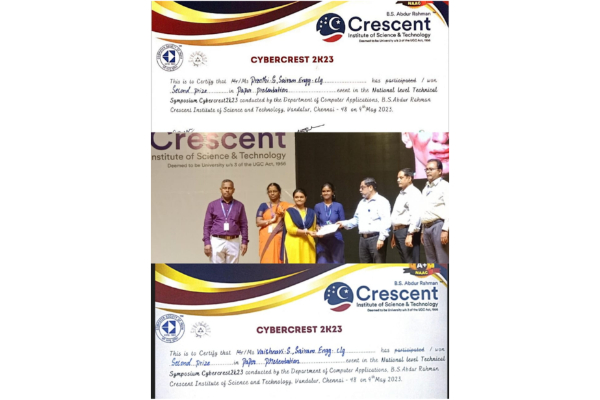 NAAC
B.S. Abdur Rahman
Crescent
Institute of Science & Technology
Deemed to be University u/s 3 of the UGC Act, 1956
CYBERCREST 2K23
This is to Certify that Mr/Ms Preethi.S, Sairam Engg. clg has participated / won
Second prize in Paper presentation event in the National level Technical
Symposium Cybercrest2k23 conducted by the Department of Computer Applications, B.S.Abdur Rahman
Crescent Institute of Science and Technology, Vandalur, Chennai - 48 on 4th May 2023.
Crescent
Institute of Science & Technology
Deemed to be University u/s 3 of the UGC Act, 1956
A+
NAAC
B.S. Abdur Rahman
Crescent
Institute of Science & Technology
Deemed to be University u/s 3 of the UGC Act, 1956
CYBERCREST 2K23
This is to Certify that Mr/Ms Vaishnavi.S, Sairam Engg. clg has participated / won
Second prize in Paper presentation event in the National level Technical
Symposium Cybercrest2k23 conducted by the Department of Computer Applications, B.S.Abdur Rahman
Crescent Institute of Science and Technology, Vandalur, Chennai - 48 on 4th May 2023.